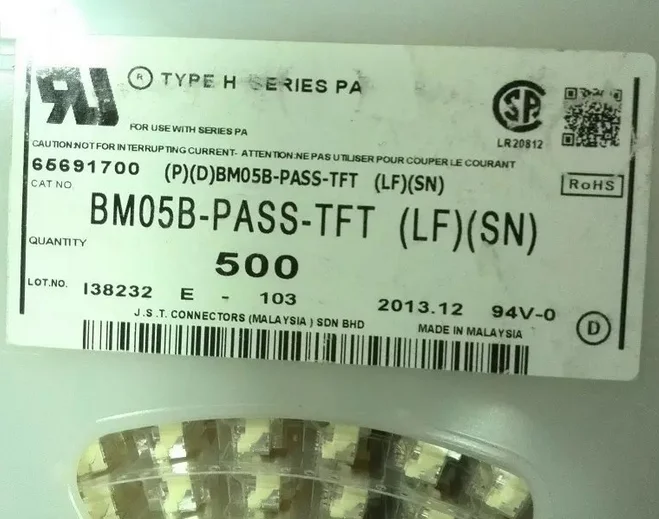 ® TYPE H SERIES PA
FOR USE WITH SERIES PA
LR20812
CAUTION:NOT FOR INTERRUPTING CURRENT- ATTENTION:NE PAS UTILISER POUR COUPER LE COURANT
65691700 (P)(D)BM05B-PASS-TFT (LF)(SN)
RoHS
CAT NO.
BM05B-PASS-TFT (LF)(SN)
QUANTITY
500
LOT.NO. I38232 E - 103 2013.12 94V-0
D
J.S.T. CONNECTORS (MALAYSIA) SDN BHD MADE IN MALAYSIA